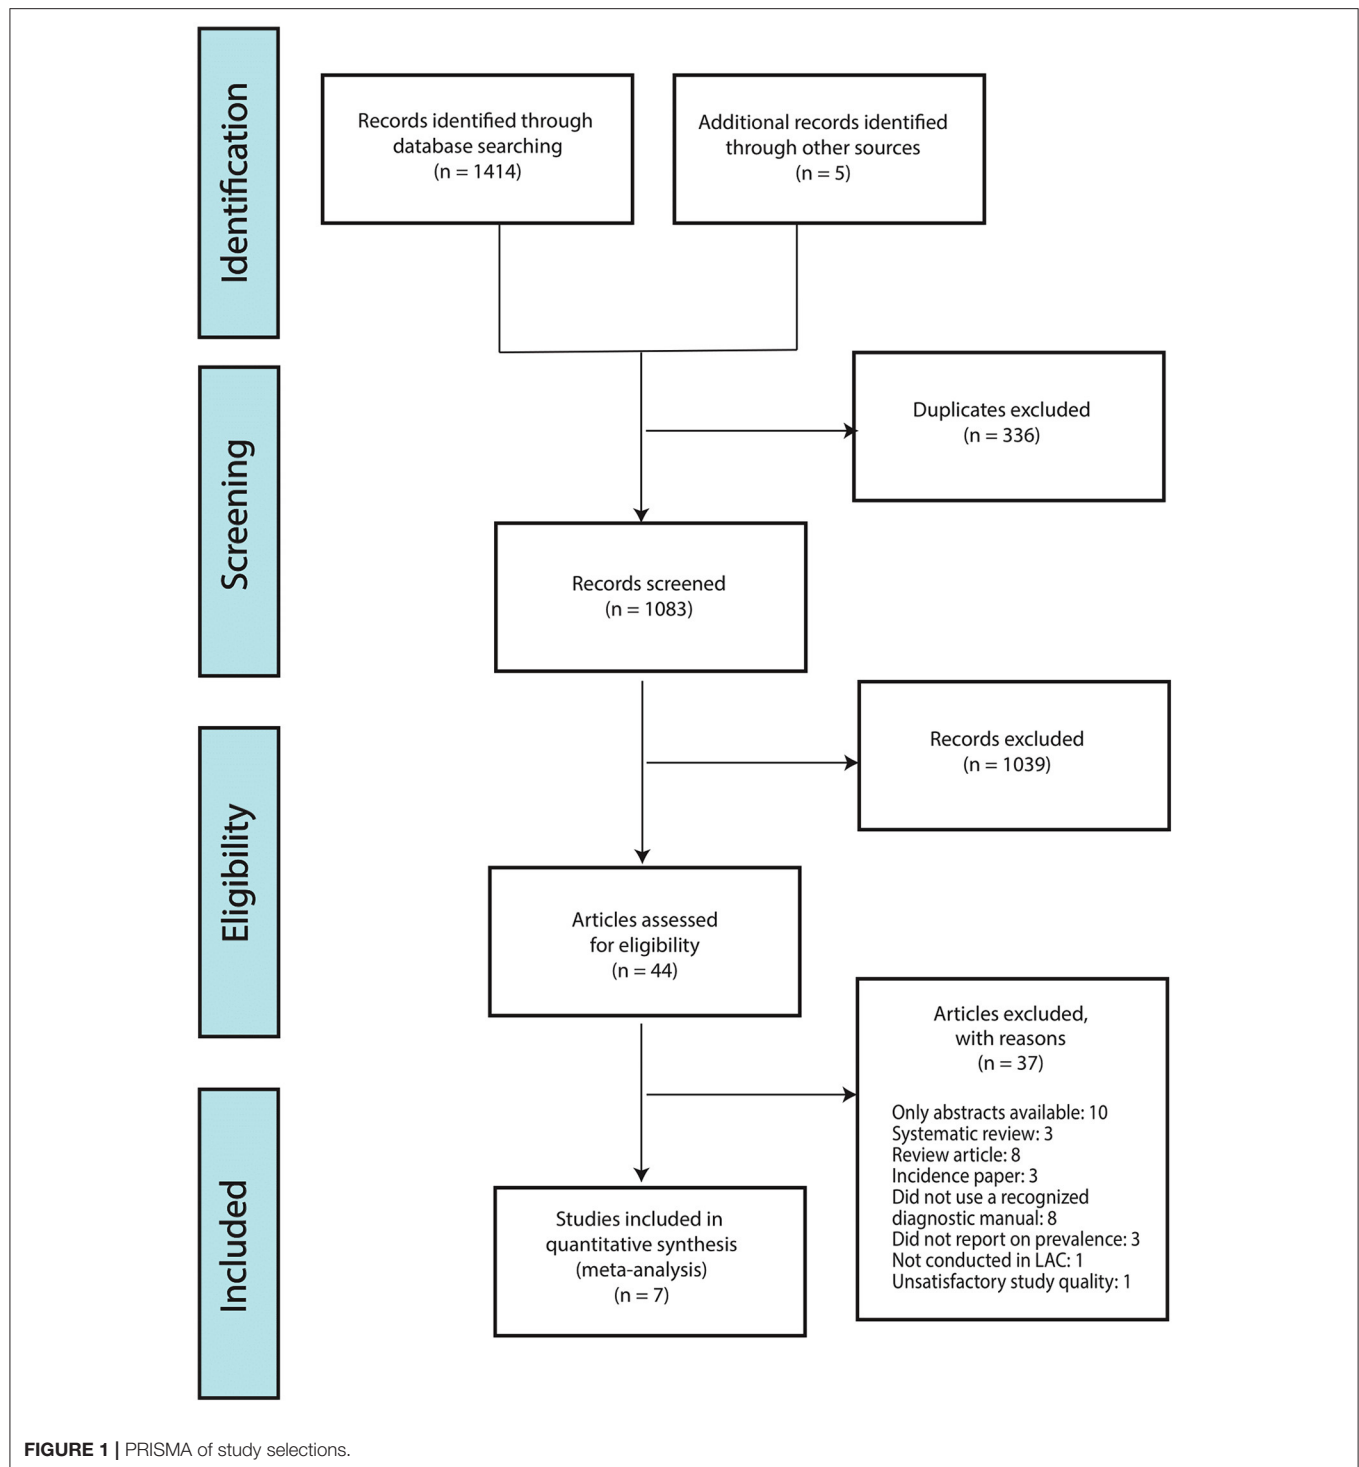 Identification
Records identified through
database searching
(n = 1414)
Additional records identified
through other sources
(n = 5)
Screening
Duplicates excluded
(n = 336)
Records screened
(n = 1083)
Records excluded
(n = 1039)
Eligibility
Articles assessed
for eligibility
(n = 44)
Articles excluded,
with reasons
(n = 37)
Only abstracts available: 10
Systematic review: 3
Review article: 8
Incidence paper: 3
Did not use a recognized
diagnostic manual: 8
Did not report on prevalence: 3
Not conducted in LAC: 1
Unsatisfactory study quality: 1
Included
Studies included in
quantitative synthesis
(meta-analysis)
(n = 7)
FIGURE 1 | PRISMA of study selections.